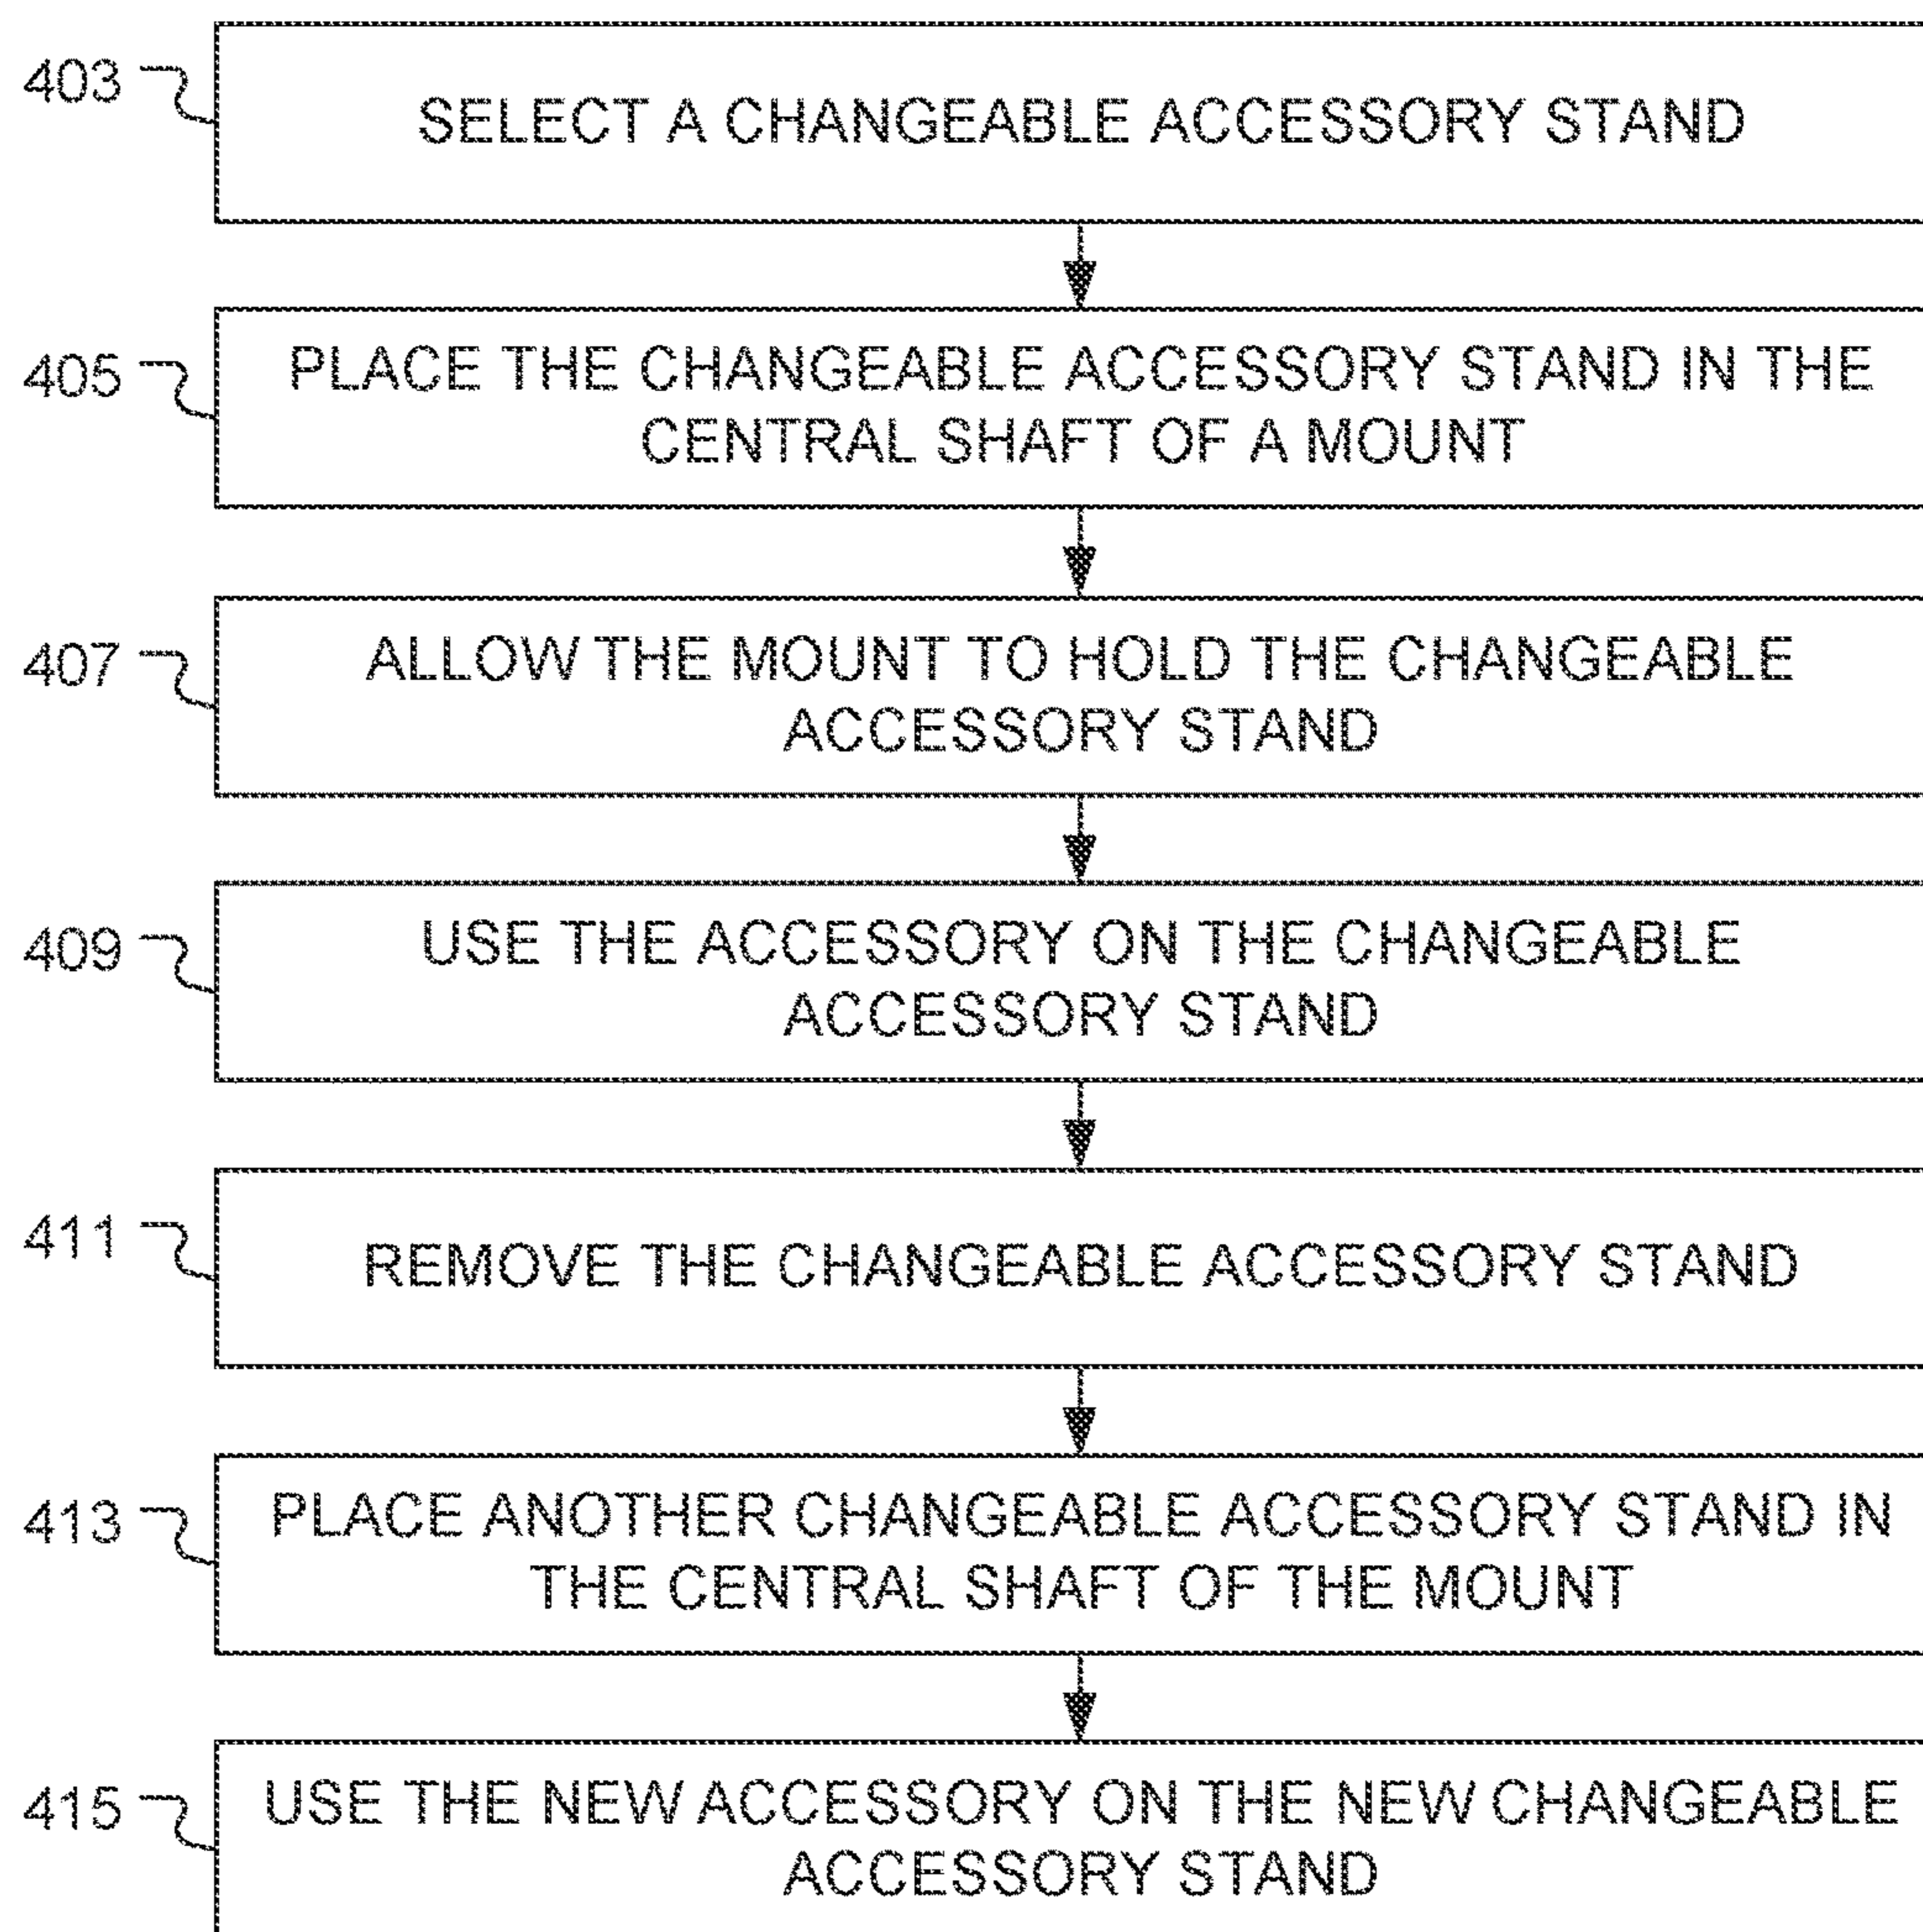 403
SELECT A CHANGEABLE ACCESSORY STAND
405
PLACE THE CHANGEABLE ACCESSORY STAND IN THE
CENTRAL SHAFT OF A MOUNT
407
ALLOW THE MOUNT TO HOLD THE CHANGEABLE
ACCESSORY STAND
409
USE THE ACCESSORY ON THE CHANGEABLE
ACCESSORY STAND
411
REMOVE THE CHANGEABLE ACCESSORY STAND
413
PLACE ANOTHER CHANGEABLE ACCESSORY STAND IN
THE CENTRAL SHAFT OF THE MOUNT
415
USE THE NEW ACCESSORY ON THE NEW CHANGEABLE
ACCESSORY STAND